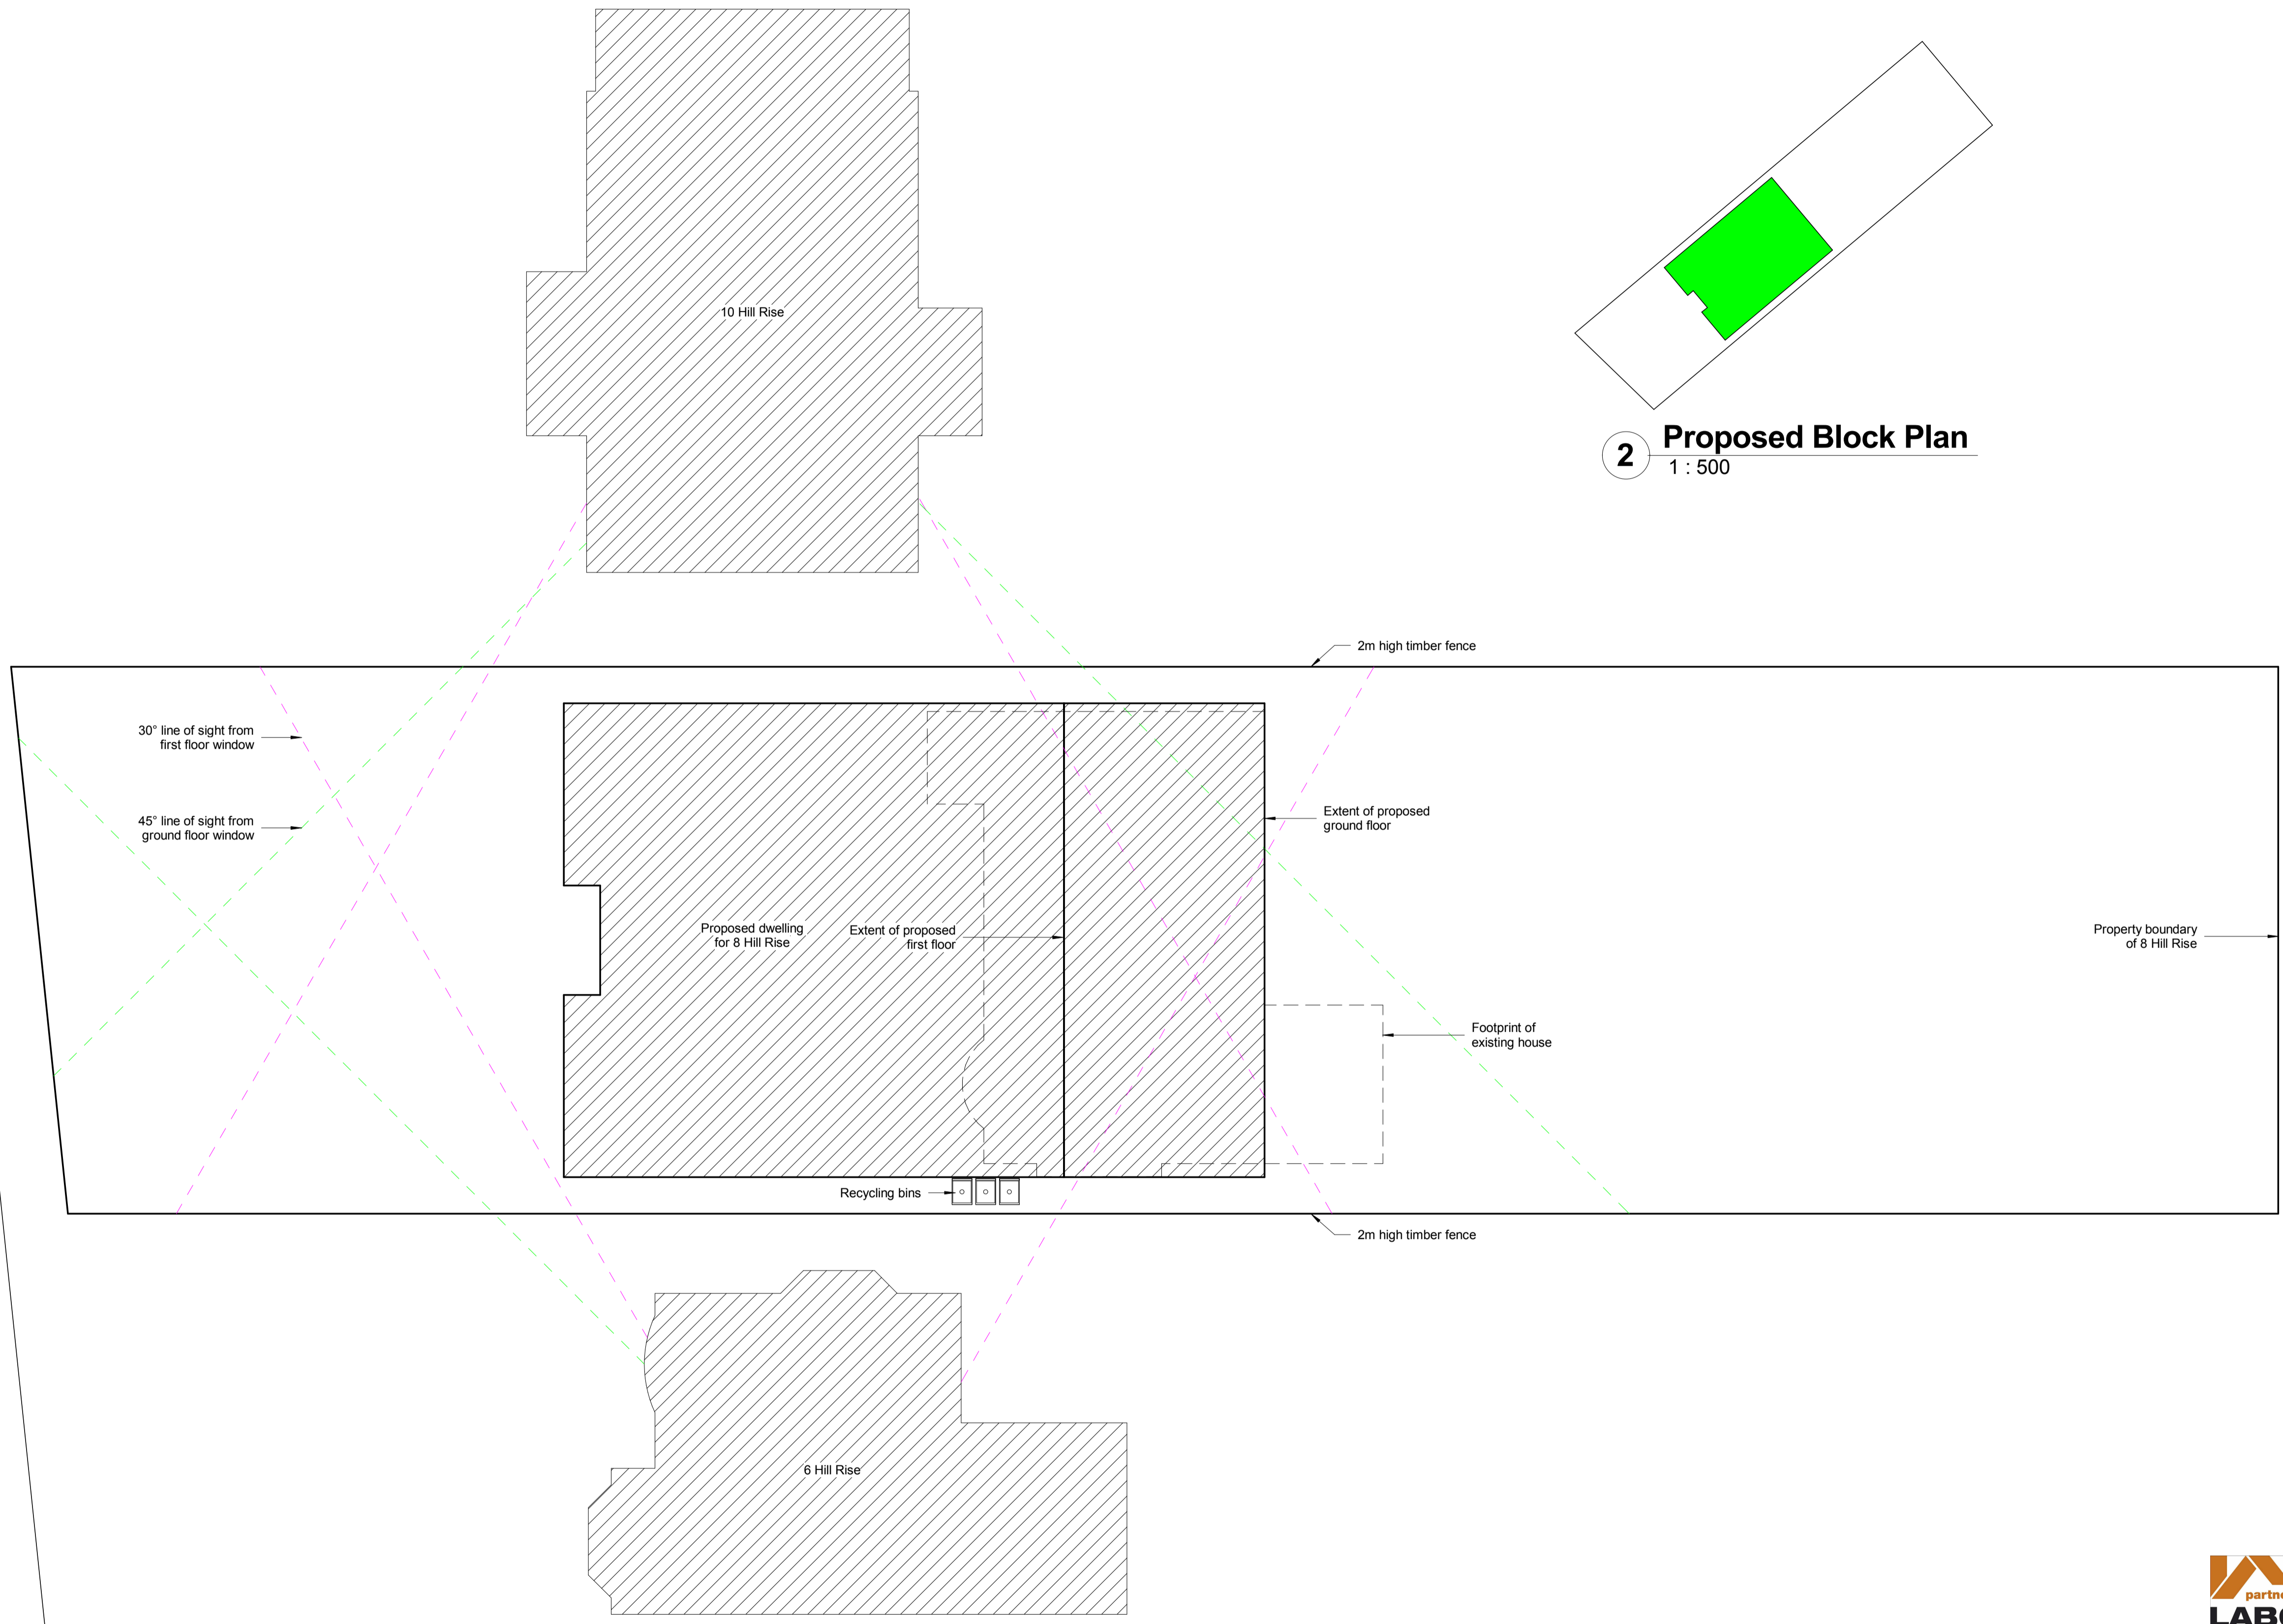 10 Hill Rise
2
Proposed Block Plan
1 : 500
2m high timber fence
30° line of sight from
first floor window
45° line of sight from
ground floor window
Extent of proposed
ground floor
Proposed dwelling
for 8 Hill Rise
Extent of proposed
first floor
Property boundary
of 8 Hill Rise
Footprint of
existing house
Recycling bins
2m high timber fence
6 Hill Rise